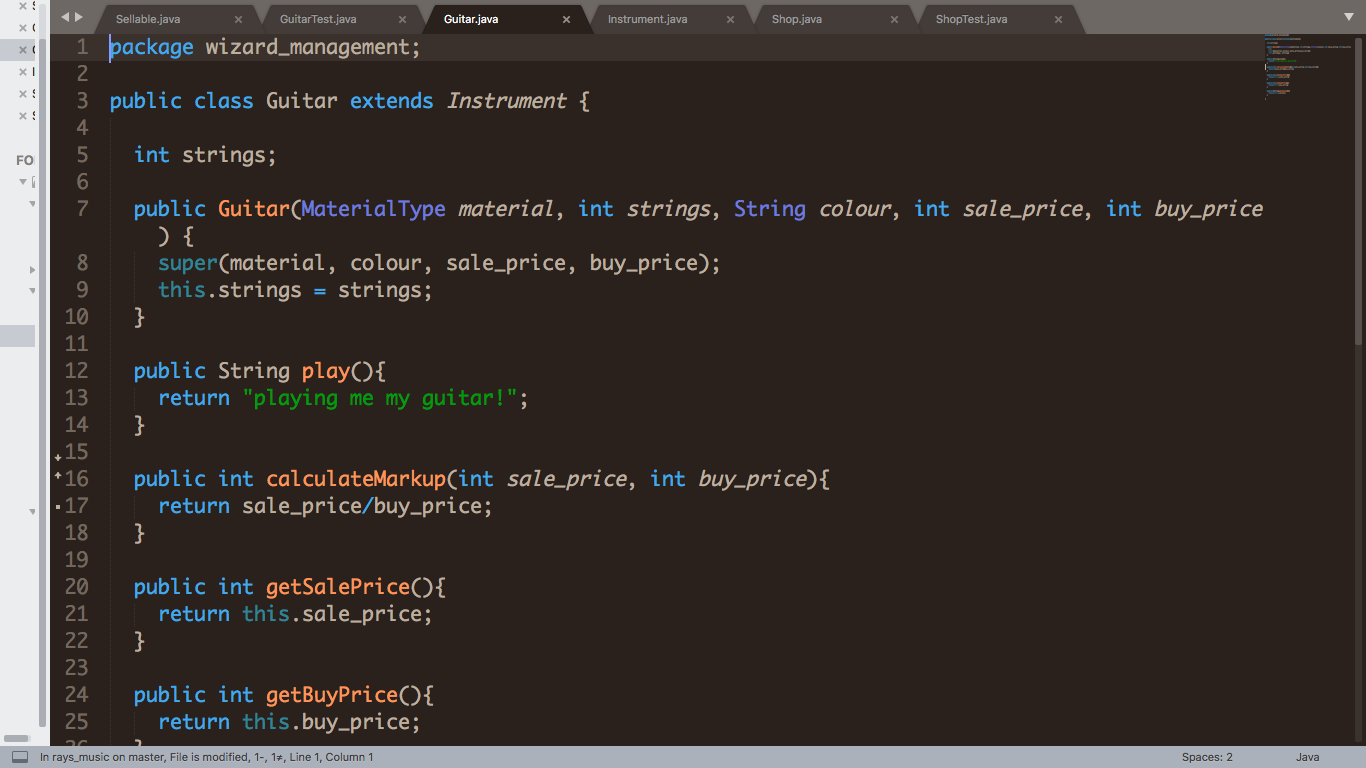 Sellable.java × GuitarTest.java × Guitar.java × Instrument.java × Shop.java × ShopTest.java ×
FO
1 package wizard_management;
2
3 public class Guitar extends Instrument {
4
5 int strings;
6
7 public Guitar(MaterialType material, int strings, String colour, int sale_price, int buy_price
) {
8 super(material, colour, sale_price, buy_price);
9 this.strings = strings;
10 }
11
12 public String play(){
13 return "playing me my guitar!";
14 }
15
16 public int calculateMarkup(int sale_price, int buy_price){
17 return sale_price/buy_price;
18 }
19
20 public int getSalePrice(){
21 return this.sale_price;
22 }
23
24 public int getBuyPrice(){
25 return this.buy_price;
In rays_music on master, File is modified, 1-, 1≠, Line 1, Column 1
Spaces: 2
Java